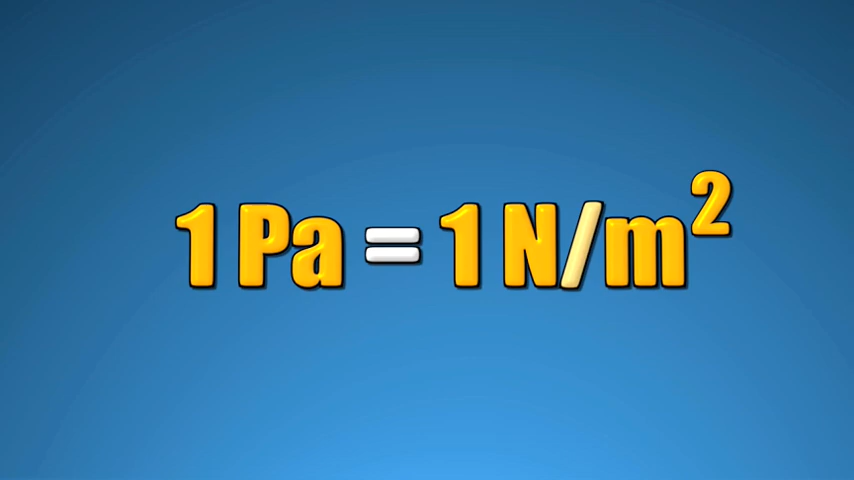 1 Pa = 1 N/m²